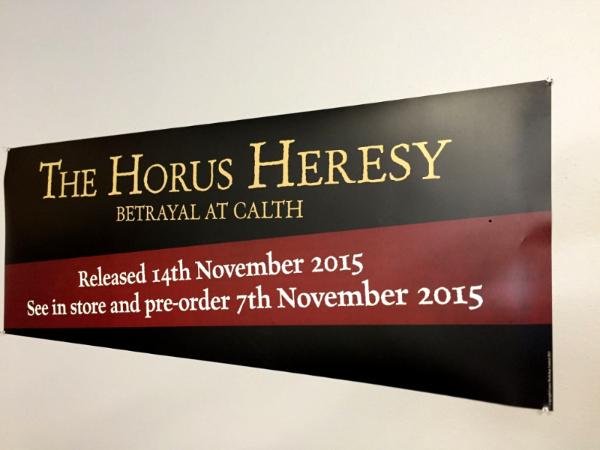 THE HORUS HERESY
BETRAYAL AT CALTH
Released 14th November 2015
See in store and pre-order 7th November 2015